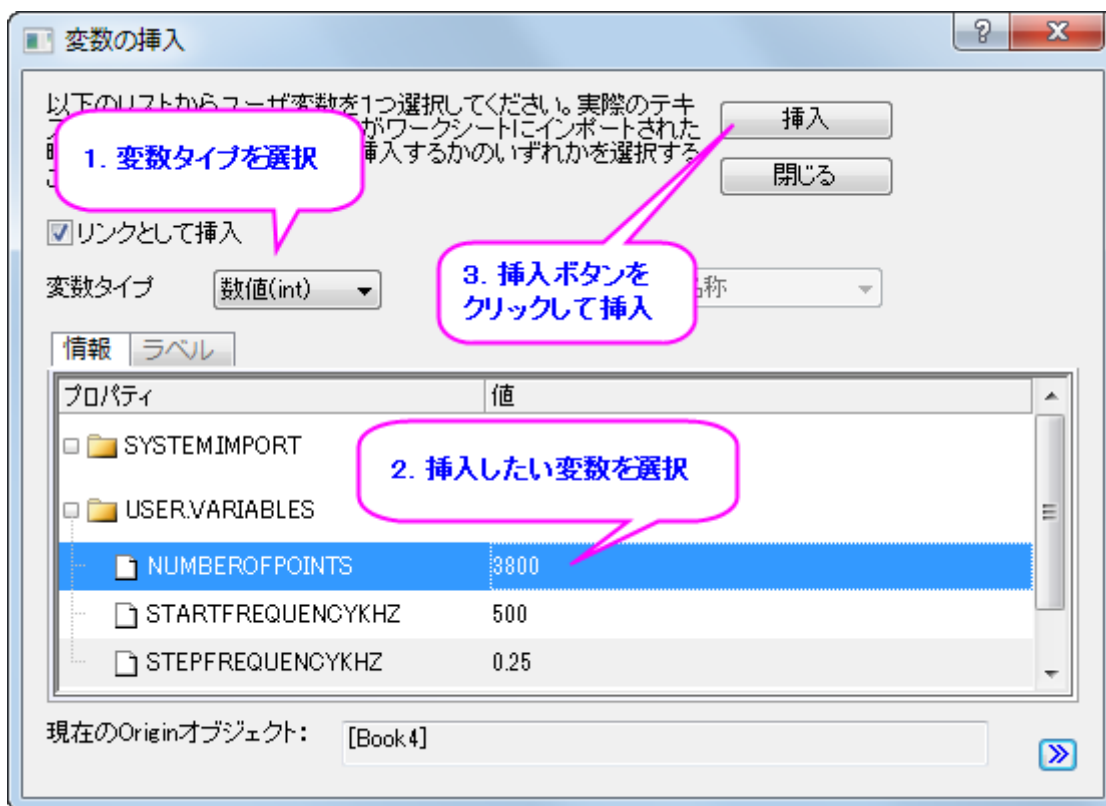 変数の挿入
以下のリストからユーザ変数を1つ選択してください。実際のテキ
がワークシートにインポートされた
挿入するかのいずれかを選択する
挿入
閉じる
1. 変数タイプを選択
リンクとして挿入
変数タイプ 数値(int)
3. 挿入ボタンを
クリックして挿入
名称
情報 ラベル
プロパティ 値
SYSTEM.IMPORT
2. 挿入したい変数を選択
USER.VARIABLES
NUMBEROFPOINTS 3800
STARTFREQUENCYKHZ 500
STEPFREQUENCYKHZ 0.25
現在のOriginオブジェクト: [Book4]